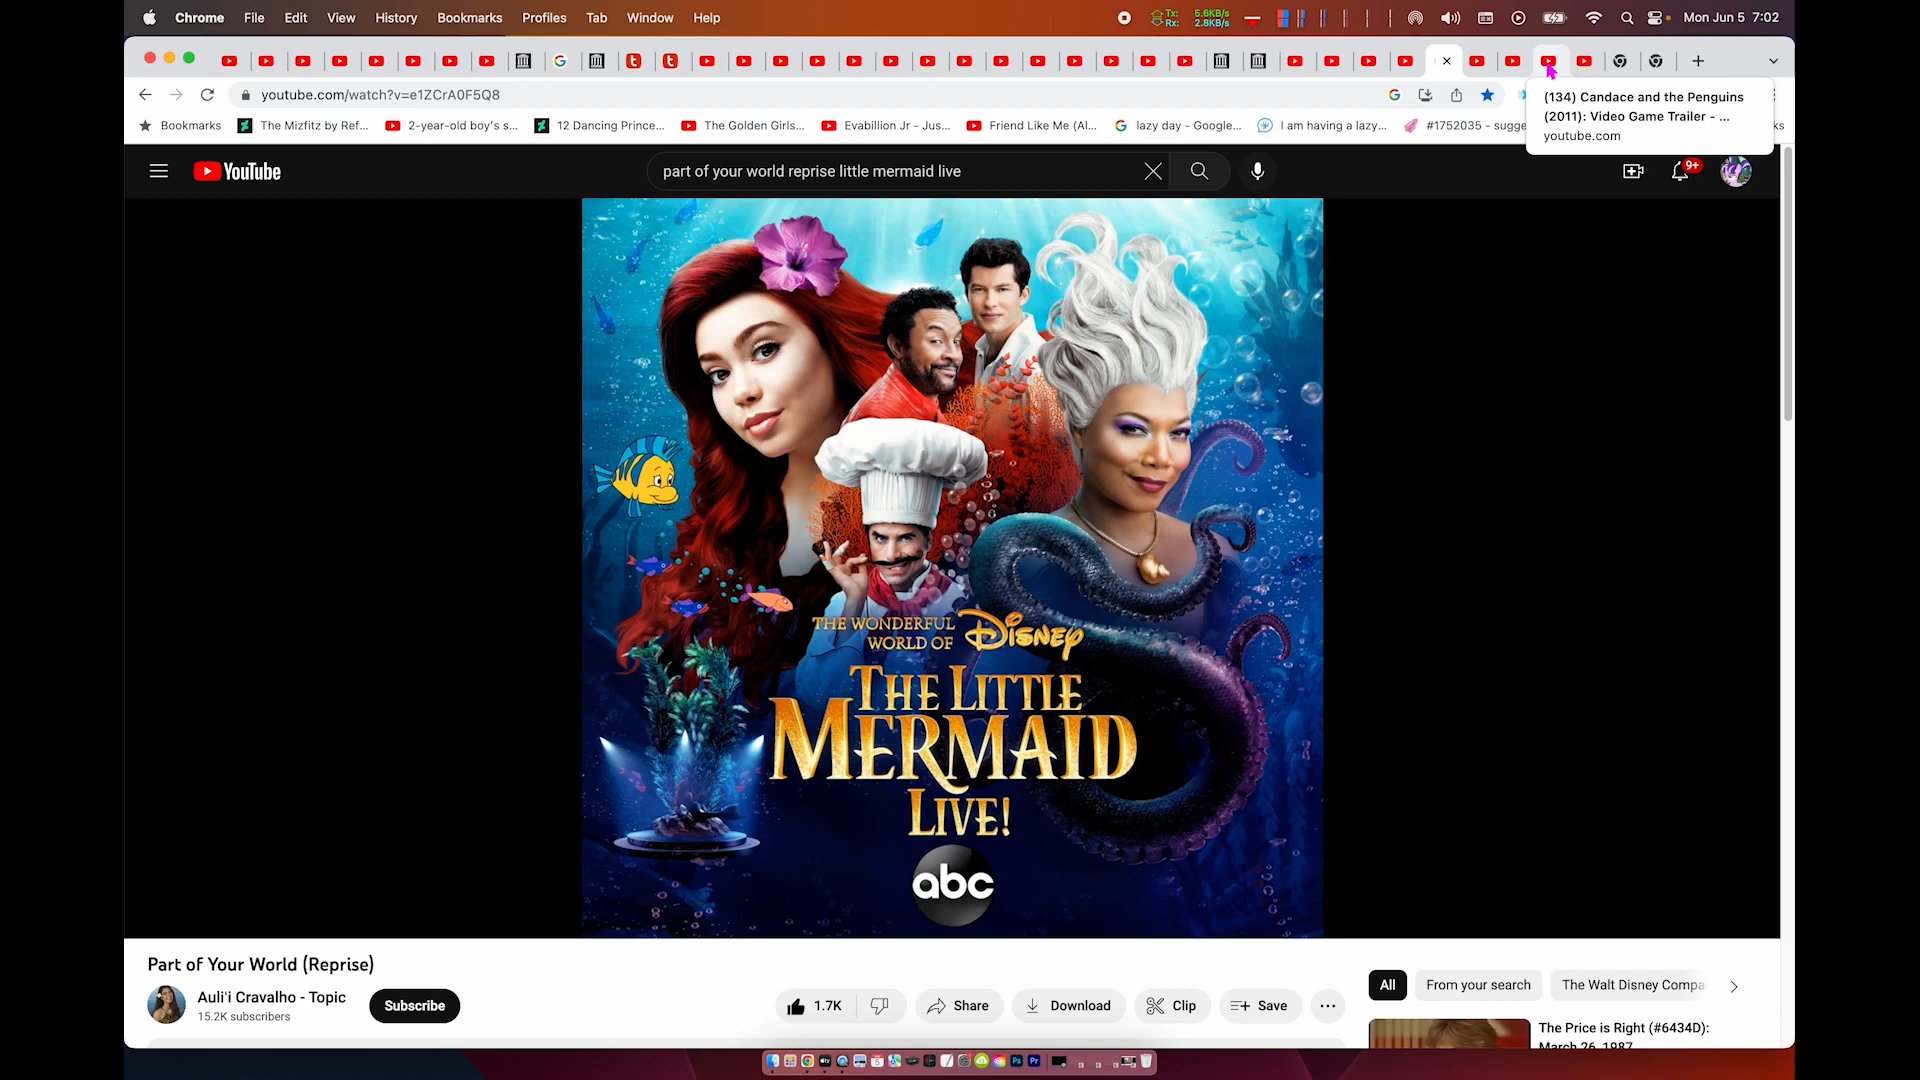 Chrome File Edit View History Bookmarks Profiles Tab Window Help
Tx: 5.6KB/s
Rx: 2.8KB/s
Mon Jun 5 7:02
youtube.com/watch?v=e1ZCrA0F5Q8
(134) Candace and the Penguins
(2011): Video Game Trailer - ...
youtube.com
Bookmarks The Mizfitz by Ref... 2-year-old boy's s... 12 Dancing Prince... The Golden Girls... Evabillion Jr - Jus... Friend Like Me (Al... lazy day - Google... I am having a lazy... #1752035 - sugge
YouTube
part of your world reprise little mermaid live
9+
THE WONDERFUL
WORLD OF DISNEY
THE LITTLE
MERMAID
LIVE!
abc
Part of Your World (Reprise)
Auli'i Cravalho - Topic
15.2K subscribers
Subscribe
1.7K
Share
Download
Clip
Save
All
From your search
The Walt Disney Compa
The Price is Right (#6434D):
March 26, 1987